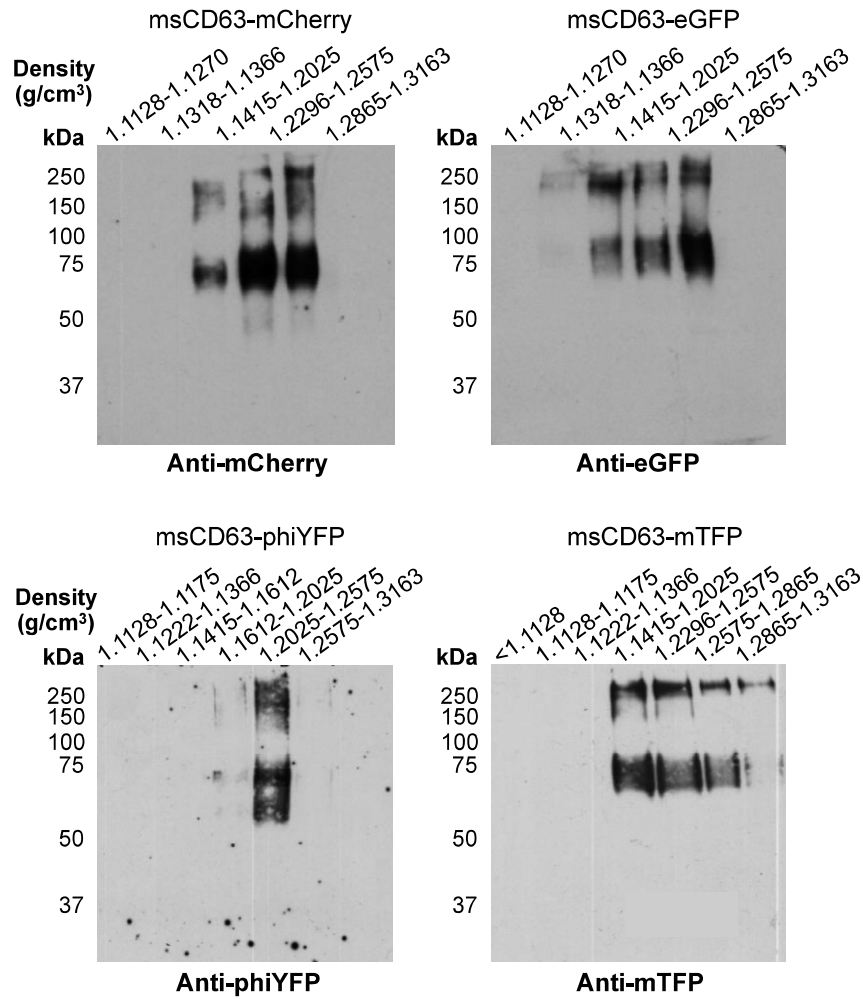 msCD63-mCherry
Density
(g/cm³)
1.1128-1.1270
1.1318-1.1366
1.1415-1.2025
1.2296-1.2575
1.2865-1.3163
kDa
250
150
100
75
50
37
Anti-mCherry
msCD63-eGFP
1.1128-1.1270
1.1318-1.1366
1.1415-1.2025
1.2296-1.2575
1.2865-1.3163
kDa
250
150
100
75
50
37
Anti-eGFP
msCD63-phiYFP
Density
(g/cm³)
1.1128-1.1175
1.1222-1.1366
1.1415-1.1612
1.1612-1.2025
1.2025-1.2575
1.2575-1.3163
kDa
250
150
100
75
50
37
Anti-phiYFP
msCD63-mTFP
<1.1128
1.1128-1.1175
1.1222-1.1366
1.1415-1.2025
1.2296-1.2575
1.2575-1.2865
1.2865-1.3163
kDa
250
150
100
75
50
37
Anti-mTFP